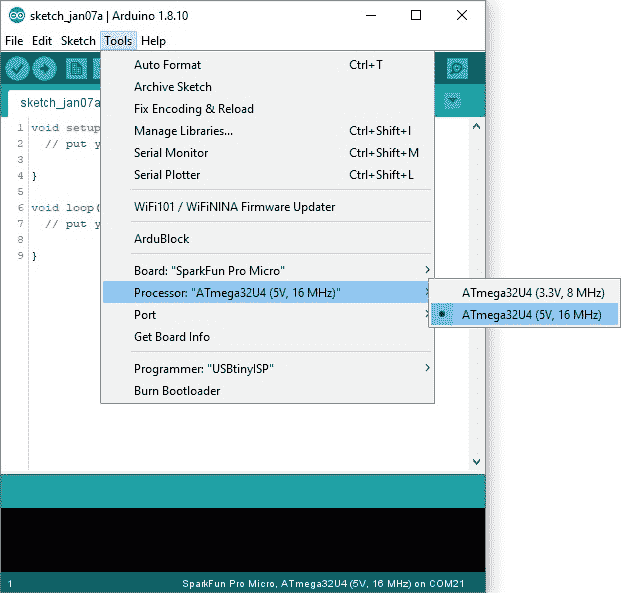 sketch_jan07a | Arduino 1.8.10
File Edit Sketch Tools Help
Auto Format Ctrl+T
Archive Sketch
Fix Encoding & Reload
Manage Libraries... Ctrl+Shift+I
Serial Monitor Ctrl+Shift+M
Serial Plotter Ctrl+Shift+L
WiFi101 / WiFiNINA Firmware Updater
ArduBlock
Board: "SparkFun Pro Micro"
Processor: "ATmega32U4 (5V, 16 MHz)"
Port
Get Board Info
Programmer: "USBtinyISP"
Burn Bootloader
ATmega32U4 (3.3V, 8 MHz)
ATmega32U4 (5V, 16 MHz)
sketch_jan07a
1 void setup
2 // put y
3
4 }
5
6 void loop(
7 // put y
8
9 }
1 SparkFun Pro Micro, ATmega32U4 (5V, 16 MHz) on COM21